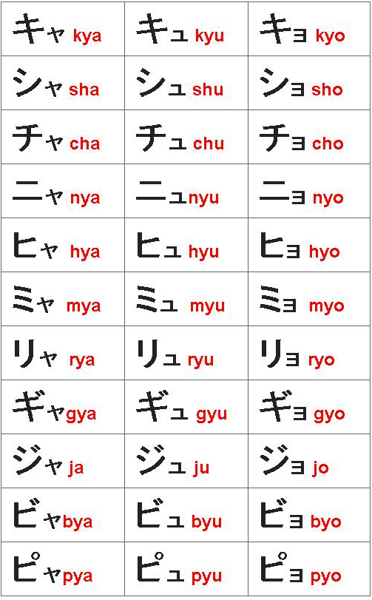 キャ kya キュ kyu キョ kyo
シャ sha シュ shu ショ sho
チャ cha チュ chu チョ cho
ニャ nya ニュnyu ニョ nyo
ヒャ hya ヒュ hyu ヒョ hyo
ミャ mya ミュ myu ミョ myo
リャ rya リュ ryu リョ ryo
ギャgya ギュ gyu ギョ gyo
ジャ ja ジュ ju ジョ jo
ビャbya ビュ byu ビョ byo
ピャpya ピュ pyu ピョ pyo